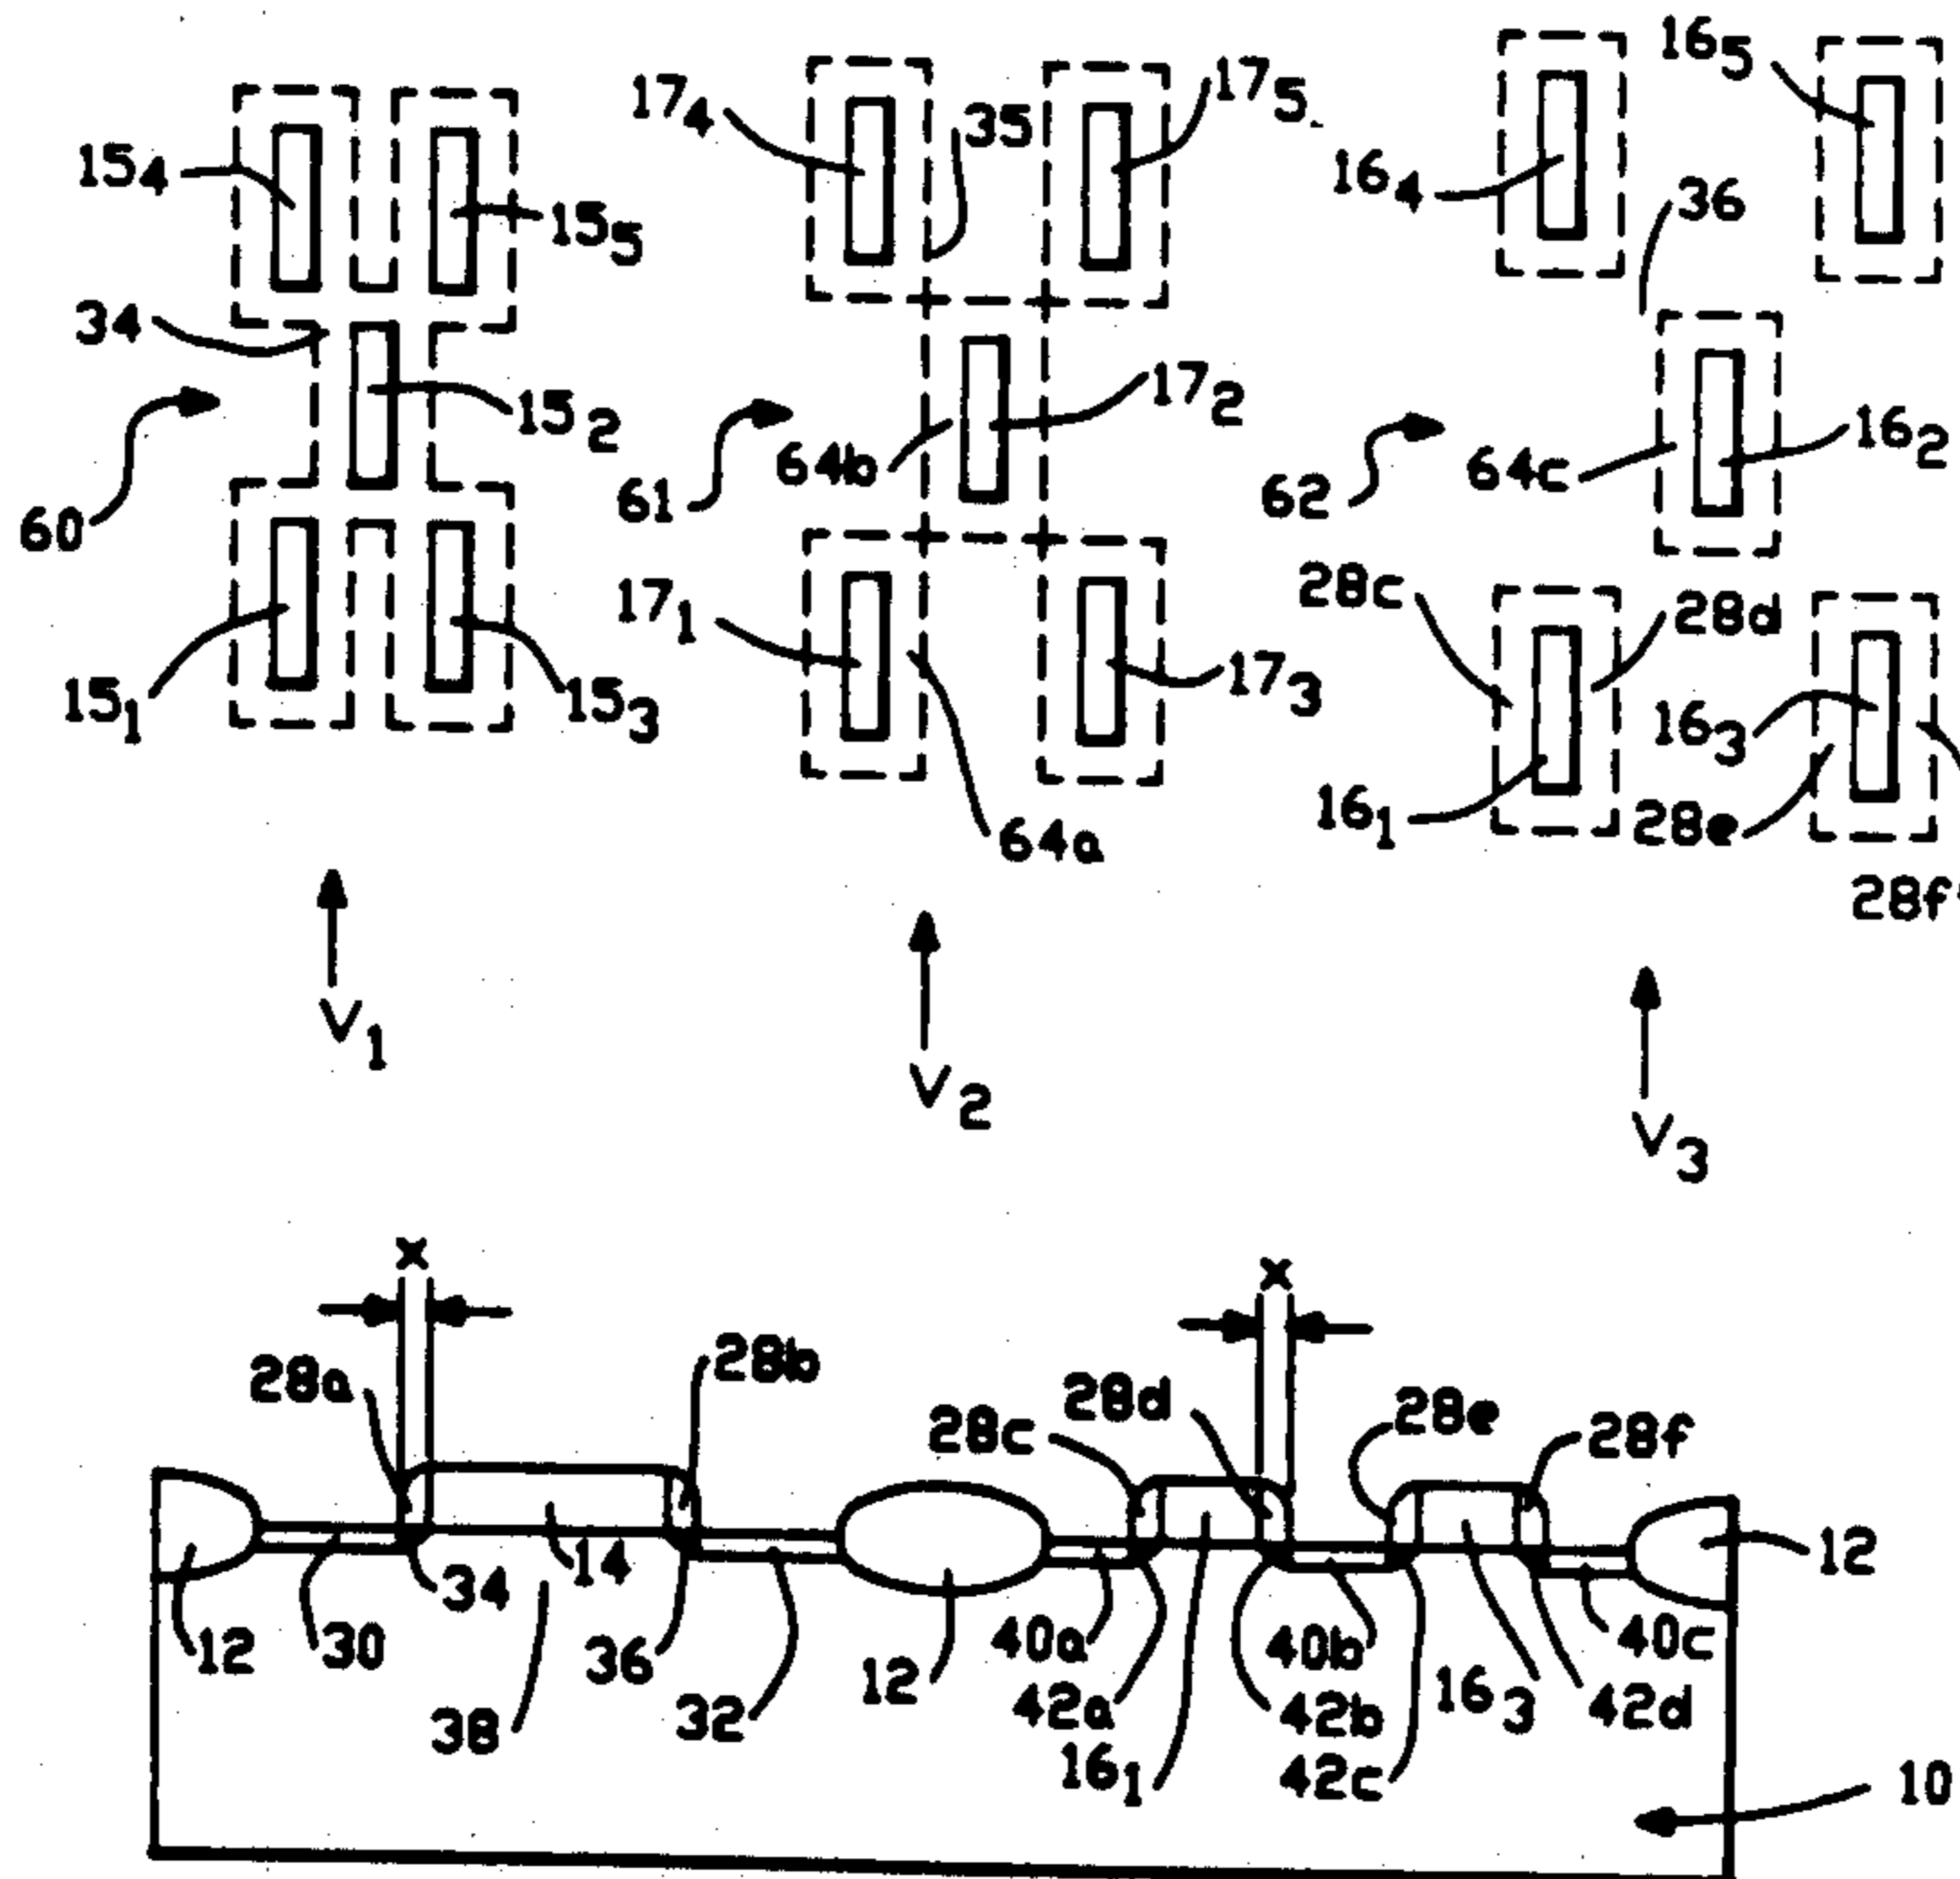 15₄
15₅
34
15₂
60
15₁
15₃
V₁
17₄
35
17₅
64b
17₂
61
17₁
17₃
64a
V₂
16₄
16₅
36
64c
16₂
62
28c
28d
16₃
16₁
28e
28f
V₃
x
x
28a
28b
28c
28d
28e
28f
12
30
34
38
14
36
32
12
40a
42a
16₁
40b
42b
42c
16₃
40c
42d
12
10